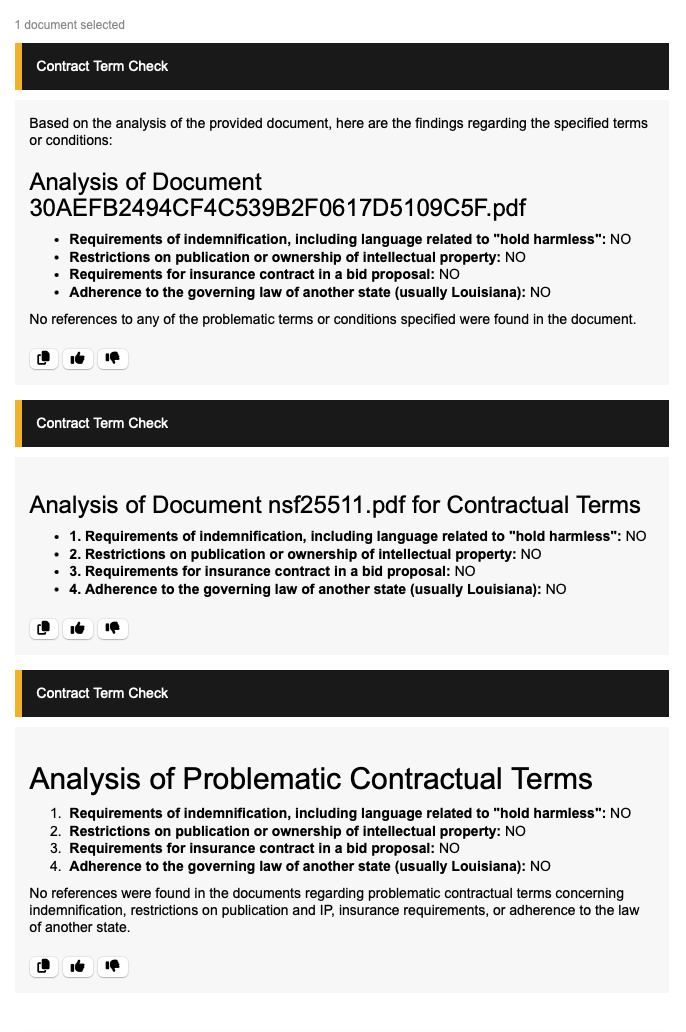 1 document selected
Contract Term Check
Based on the analysis of the provided document, here are the findings regarding the specified terms
or conditions:
Analysis of Document
30AEFB2494CF4C539B2F0617D5109C5F.pdf
• Requirements of indemnification, including language related to "hold harmless": NO
• Restrictions on publication or ownership of intellectual property: NO
• Requirements for insurance contract in a bid proposal: NO
• Adherence to the governing law of another state (usually Louisiana): NO
No references to any of the problematic terms or conditions specified were found in the document.
Contract Term Check
Analysis of Document nsf25511.pdf for Contractual Terms
• 1. Requirements of indemnification, including language related to "hold harmless": NO
• 2. Restrictions on publication or ownership of intellectual property: NO
• 3. Requirements for insurance contract in a bid proposal: NO
• 4. Adherence to the governing law of another state (usually Louisiana): NO
Contract Term Check
Analysis of Problematic Contractual Terms
1. Requirements of indemnification, including language related to "hold harmless": NO
2. Restrictions on publication or ownership of intellectual property: NO
3. Requirements for insurance contract in a bid proposal: NO
4. Adherence to the governing law of another state (usually Louisiana): NO
No references were found in the documents regarding problematic contractual terms concerning
indemnification, restrictions on publication and IP, insurance requirements, or adherence to the law
of another state.